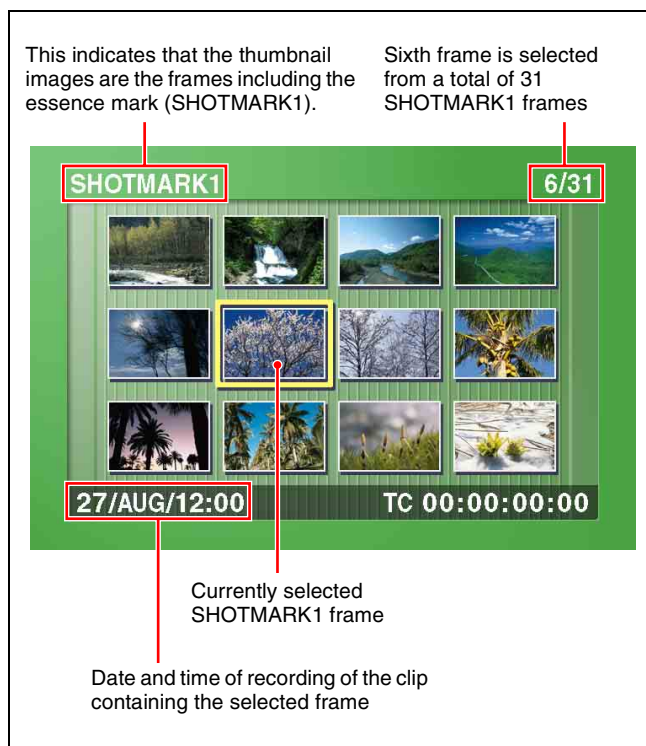 This indicates that the thumbnail
images are the frames including the
essence mark (SHOTMARK1).
Sixth frame is selected
from a total of 31
SHOTMARK1 frames
SHOTMARK1
6/31
27/AUG/12:00
TC 00:00:00:00
Currently selected
SHOTMARK1 frame
Date and time of recording of the clip
containing the selected frame